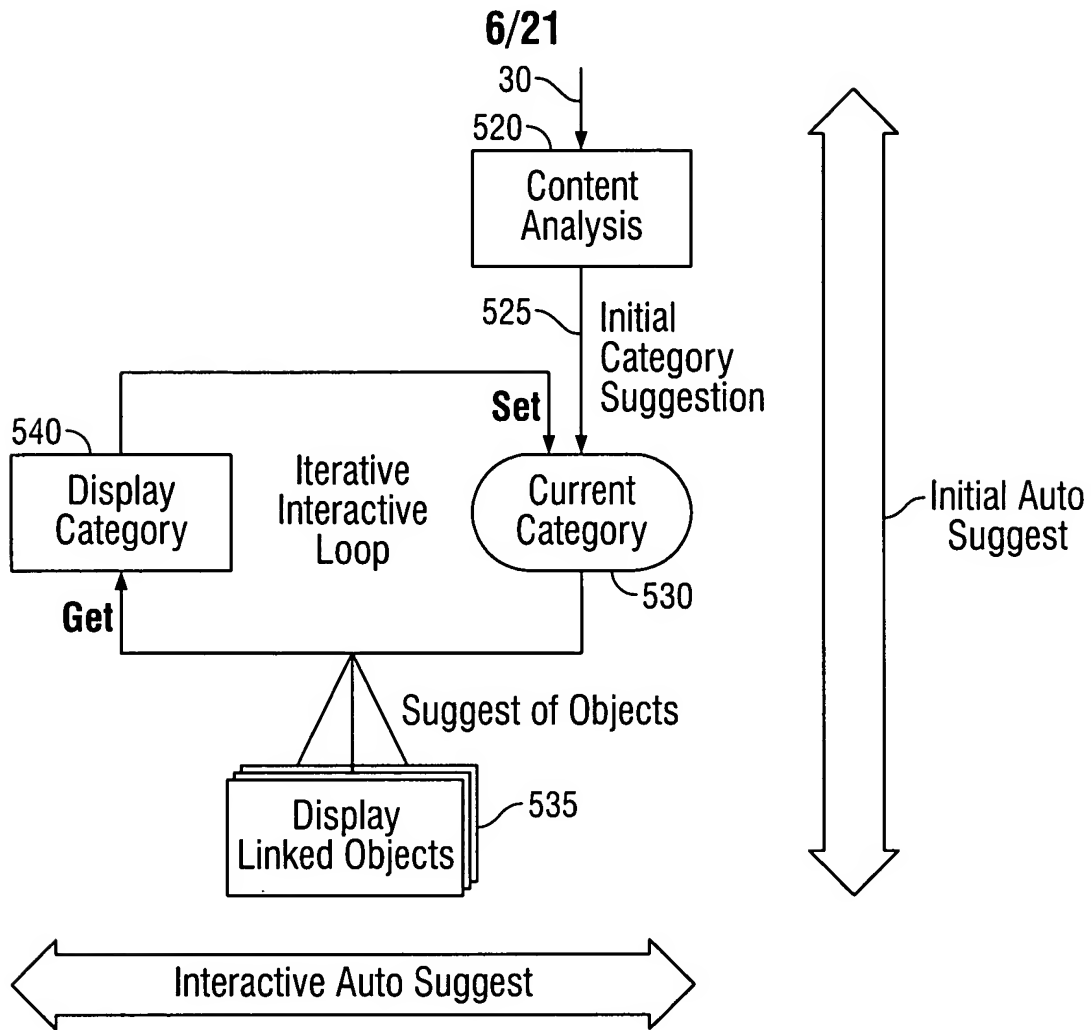 6/21
30
520
Content
Analysis
525
Initial
Category
Suggestion
Set
540
Display
Category
Iterative
Interactive
Loop
Current
Category
530
Get
Initial Auto
Suggest
Suggest of Objects
Display
Linked Objects
535
Interactive Auto Suggest